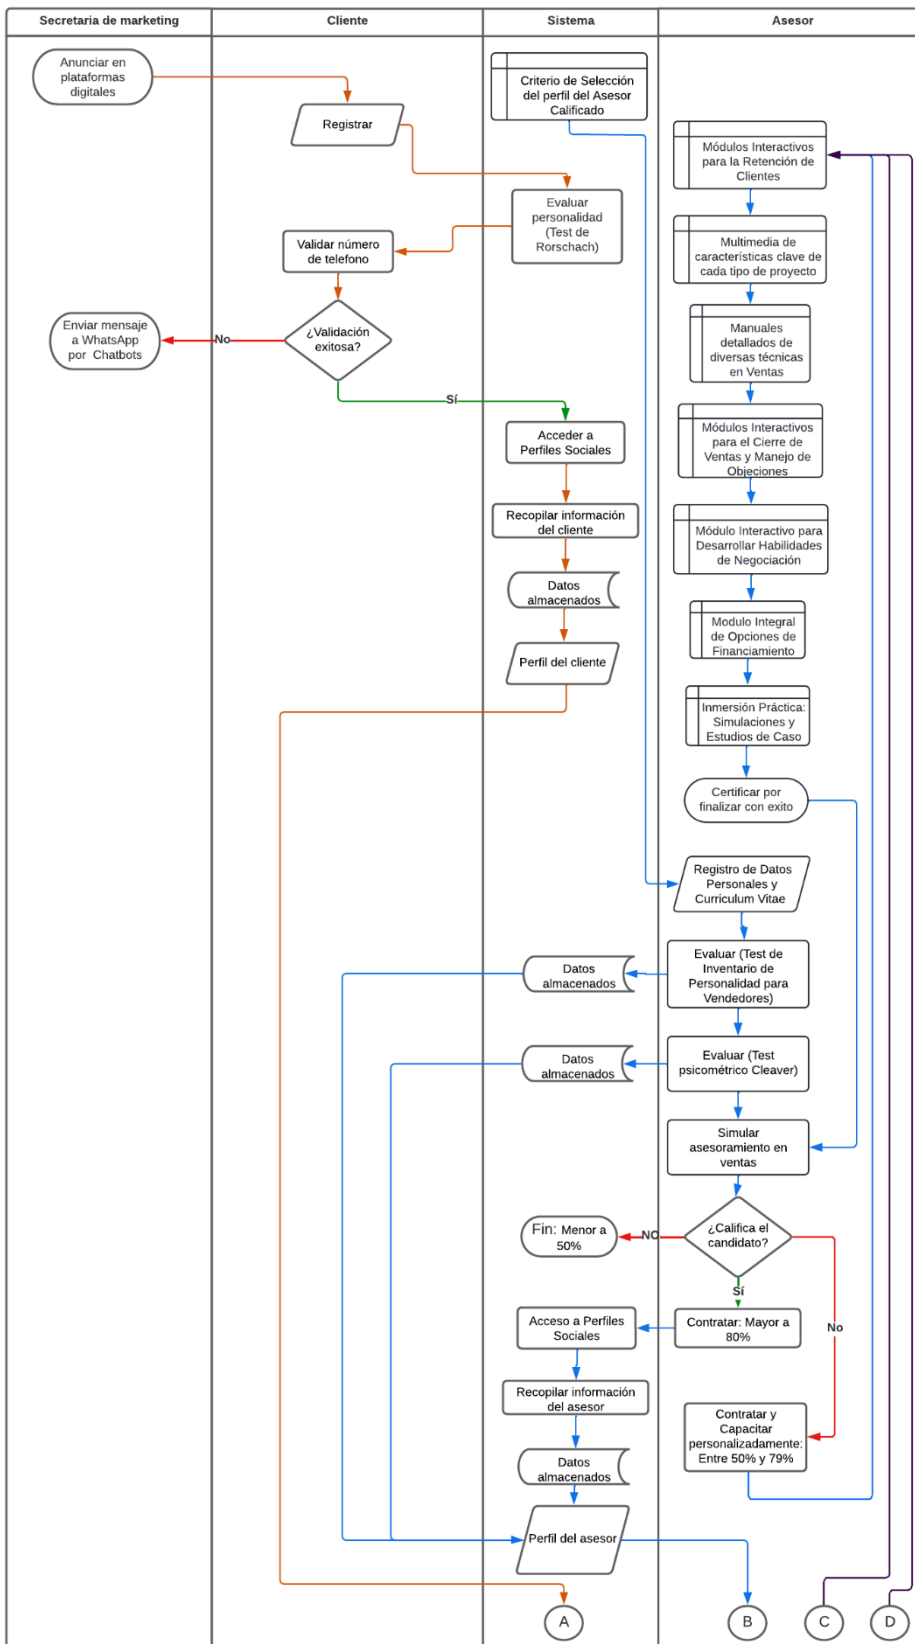 Secretaria de marketing
Cliente
Sistema
Asesor
Anunciar en
plataformas
digitales
Registrar
Criterio de Selección
del perfil del Asesor
Calificado
Módulos Interactivos
para la Retención de
Clientes
Evaluar
personalidad
(Test de
Rorschach)
Validar número
de telefono
Multimedia de
características clave de
cada tipo de proyecto
Enviar mensaje
a WhatsApp
por Chatbots
No
¿Validación
exitosa?
Manuales
detallados de
diversas técnicas
en Ventas
Sí
Acceder a
Perfiles Sociales
Módulos Interactivos
para el Cierre de
Ventas y Manejo de
Objeciones
Recopilar información
del cliente
Módulo Interactivo para
Desarrollar Habilidades
de Negociación
Datos
almacenados
Modulo Integral
de Opciones de
Financiamiento
Perfil del cliente
Inmersión Práctica:
Simulaciones y
Estudios de Caso
Certificar por
finalizar con exito
Registro de Datos
Personales y
Curriculum Vitae
Datos
almacenados
Evaluar (Test de
Inventario de
Personalidad para
Vendedores)
Datos
almacenados
Evaluar (Test
psicométrico Cleaver)
Simular
asesoramiento en
ventas
Fin: Menor a
50%
NO
¿Califica el
candidato?
Sí
No
Acceso a Perfiles
Sociales
Contratar: Mayor a
80%
Recopilar información
del asesor
Contratar y
Capacitar
personalizadamente:
Entre 50% y 79%
Datos
almacenados
Perfil del asesor
A
B
C
D